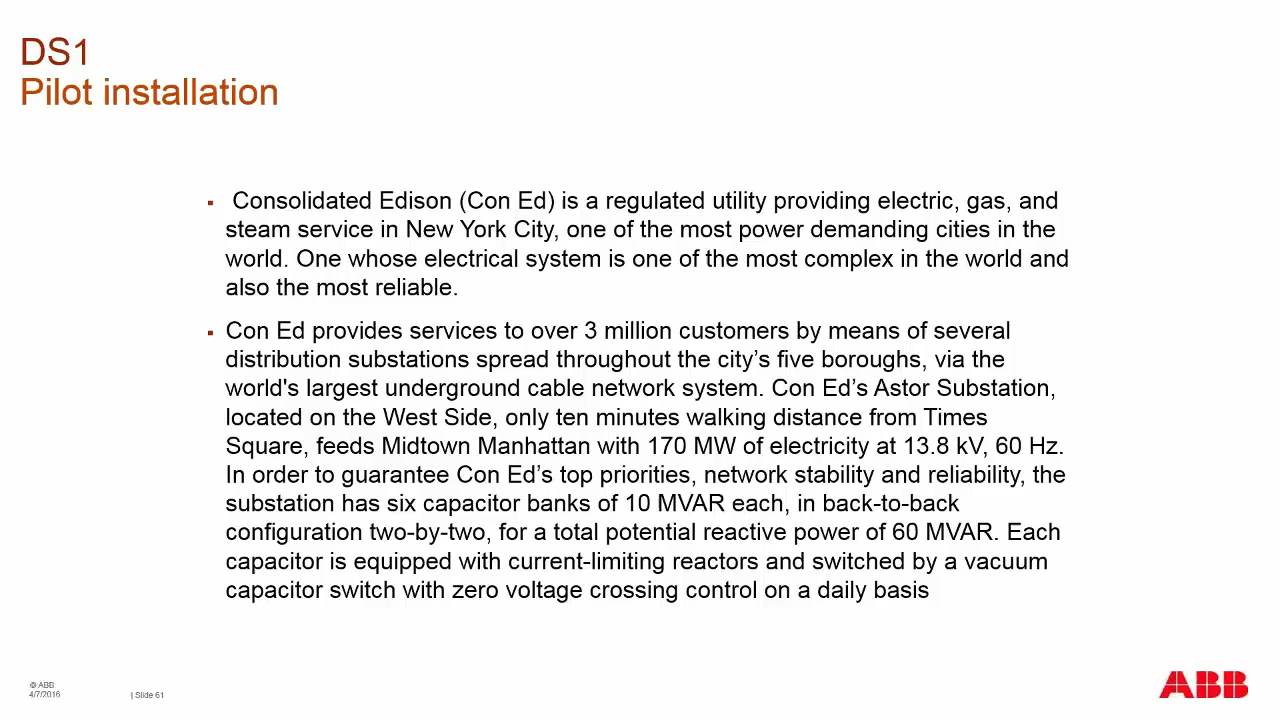 DS1
Pilot installation
▪ Consolidated Edison (Con Ed) is a regulated utility providing electric, gas, and
steam service in New York City, one of the most power demanding cities in the
world. One whose electrical system is one of the most complex in the world and
also the most reliable.
▪ Con Ed provides services to over 3 million customers by means of several
distribution substations spread throughout the city’s five boroughs, via the
world's largest underground cable network system. Con Ed’s Astor Substation,
located on the West Side, only ten minutes walking distance from Times
Square, feeds Midtown Manhattan with 170 MW of electricity at 13.8 kV, 60 Hz.
In order to guarantee Con Ed’s top priorities, network stability and reliability, the
substation has six capacitor banks of 10 MVAR each, in back-to-back
configuration two-by-two, for a total potential reactive power of 60 MVAR. Each
capacitor is equipped with current-limiting reactors and switched by a vacuum
capacitor switch with zero voltage crossing control on a daily basis
© ABB
4/7/2016
| Slide 61
ABB